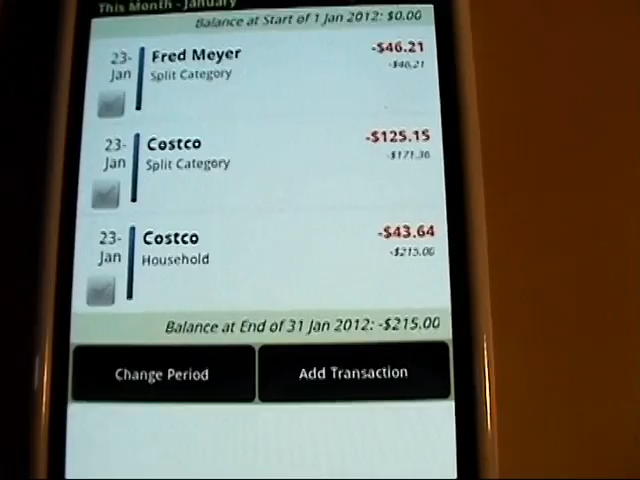 This Month - January
Balance at Start of 1 Jan 2012: $0.00
23-
Jan
Fred Meyer
Split Category
-$46.21
-$46.21
23-
Jan
Costco
Split Category
-$125.15
-$171.36
23-
Jan
Costco
Household
-$43.64
-$215.00
Balance at End of 31 Jan 2012: -$215.00
Change Period
Add Transaction